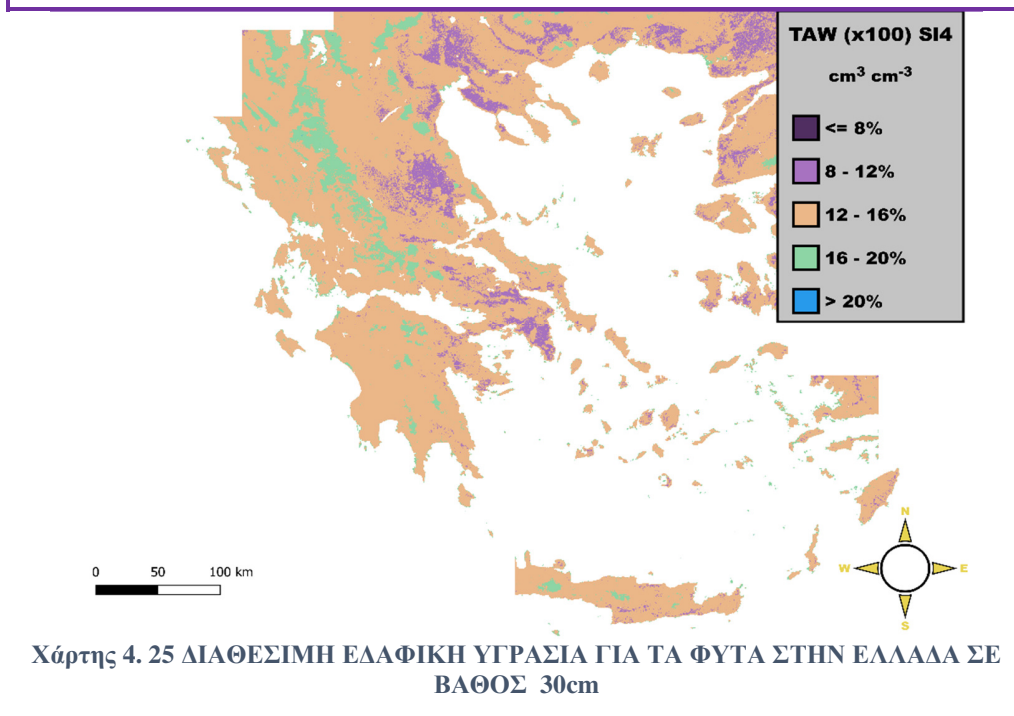 TAW (x100) SI4
cm³ cm⁻³
<= 8%
8 - 12%
12 - 16%
16 - 20%
> 20%
N
W E
S
0 50 100 km
Χάρτης 4. 25 ΔΙΑΘΕΣΙΜΗ ΕΔΑΦΙΚΗ ΥΓΡΑΣΙΑ ΓΙΑ ΤΑ ΦΥΤΑ ΣΤΗΝ ΕΛΛΑΔΑ ΣΕ
ΒΑΘΟΣ 30cm